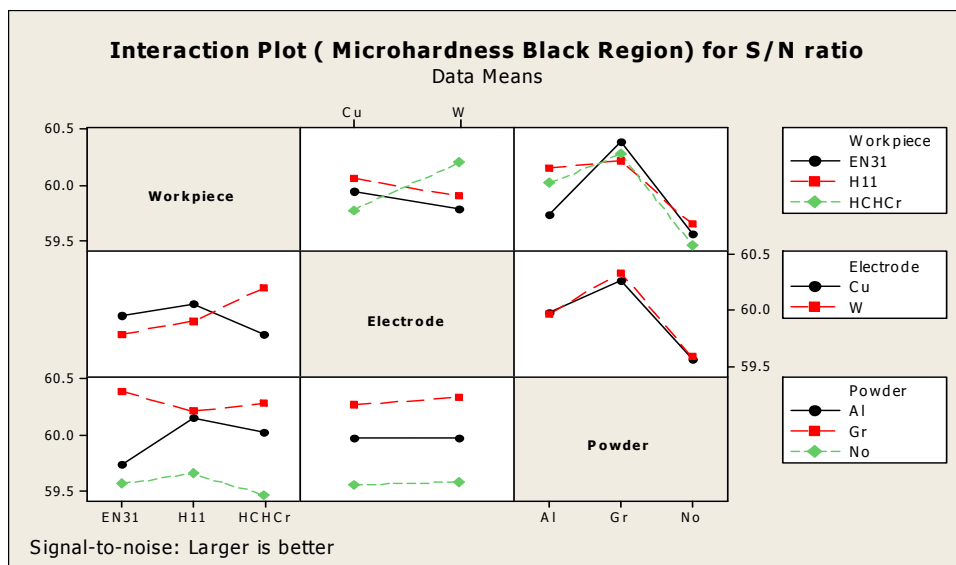 Interaction Plot ( Microhardness Black Region) for S/N ratio
Data Means
Cu W
60.5
60.0
59.5
Workpiece
Workpiece
EN31
H11
HCHCr
60.5
60.0
59.5
Electrode
Electrode
Cu
W
60.5
60.0
59.5
Powder
Powder
Al
Gr
No
EN31 H11 HCHCr Al Gr No
Signal-to-noise: Larger is better